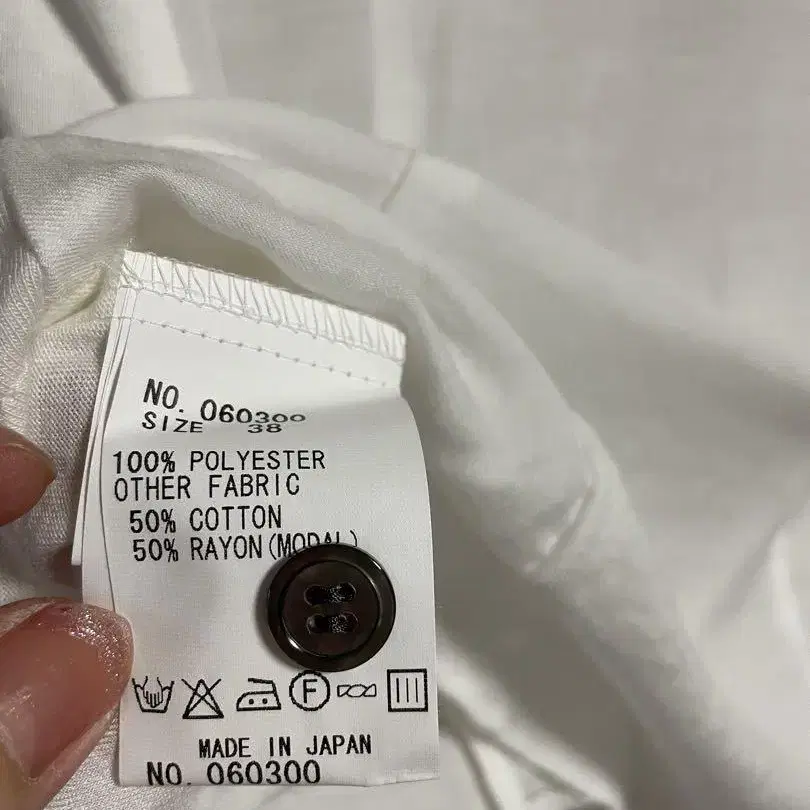 NO. 060300
SIZE 38
100% POLYESTER
OTHER FABRIC
50% COTTON
50% RAYON(MODAL)
F
MADE IN JAPAN
NO. 060300